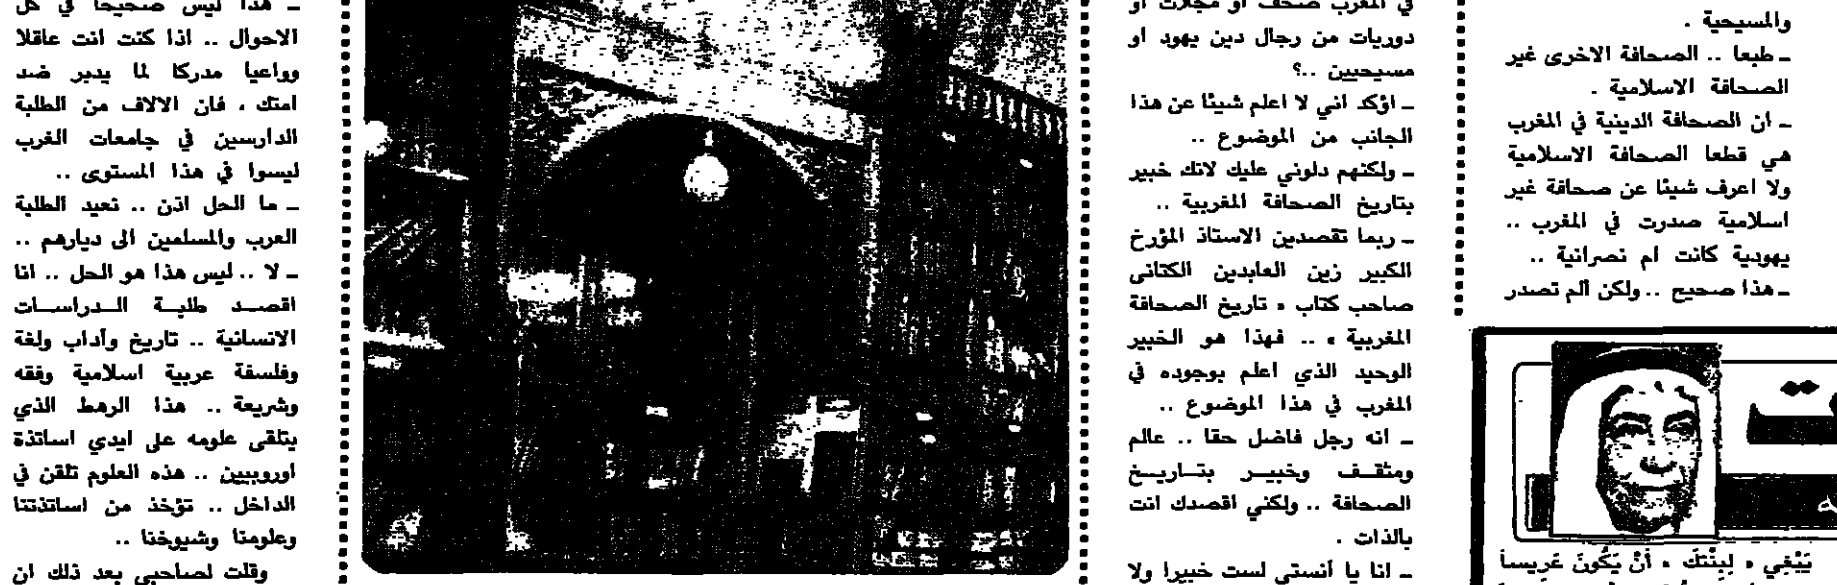 والمسيحية .
ـ طبعا .. الصحافة الاخرى غير
الصحافة الاسلامية .
ـ ان الصحافة الدينية في المغرب
هي قطعا الصحافة الاسلامية
ولا اعرف شيئا عن صحافة غير
اسلامية صدرت في المغرب ..
يهودية كانت ام نصرانية ..
ـ هذا صحيح .. ولكن ألم تصدر
في المغرب صحف او مجلات او
دوريات من رجال دين يهود او
مسيحيين ..؟
ـ اؤكد اني لا اعلم شيئا عن هذا
الجانب من الموضوع ..
ـ ولكنهم دلوني عليك لانك خبير
بتاريخ الصحافة المغربية ..
ـ ربما تقصدين الاستاذ المؤرخ
الكبير زين العابدين الكتانى
صاحب كتاب « تاريخ الصحافة
المغربية » .. فهذا هو الخبير
الوحيد الذي اعلم بوجوده في
المغرب في هذا الموضوع ..
ـ انه رجل فاضل حقا .. عالم
ومثقف وخبير بتاريخ
الصحافة .. ولكني اقصدك انت
بالذات .
ـ انا يا أنستي لست خبيرا ولا
ـ هذا ليس صحيحا في كل
الاحوال .. اذا كنت انت عاقلا
وواعيا مدركا لما يدبر ضد
امتك ، فان الالاف من الطلبة
الدارسين في جامعات الغرب
ليسوا في هذا المستوى ..
ـ ما الحل اذن .. نعيد الطلبة
العرب والمسلمين الى ديارهم ..
ـ لا .. ليس هذا هو الحل .. انا
اقصد طلبة الدراسات
الانسانية .. تاريخ وأداب ولغة
وفلسفة عربية اسلامية وفقه
وشريعة .. هذا الرهط الذي
يتلقى علومه على ايدي اساتذة
اوروبيين .. هذه العلوم تلقن في
الداخل .. تؤخذ من اساتذتنا
وعلومنا وشيوخنا ..
وقلت لصاحبي بعد ذلك ان
يَنْبَغِي « لِبِنْتَكَ » أَنْ يَكُونَ عَرِيساً